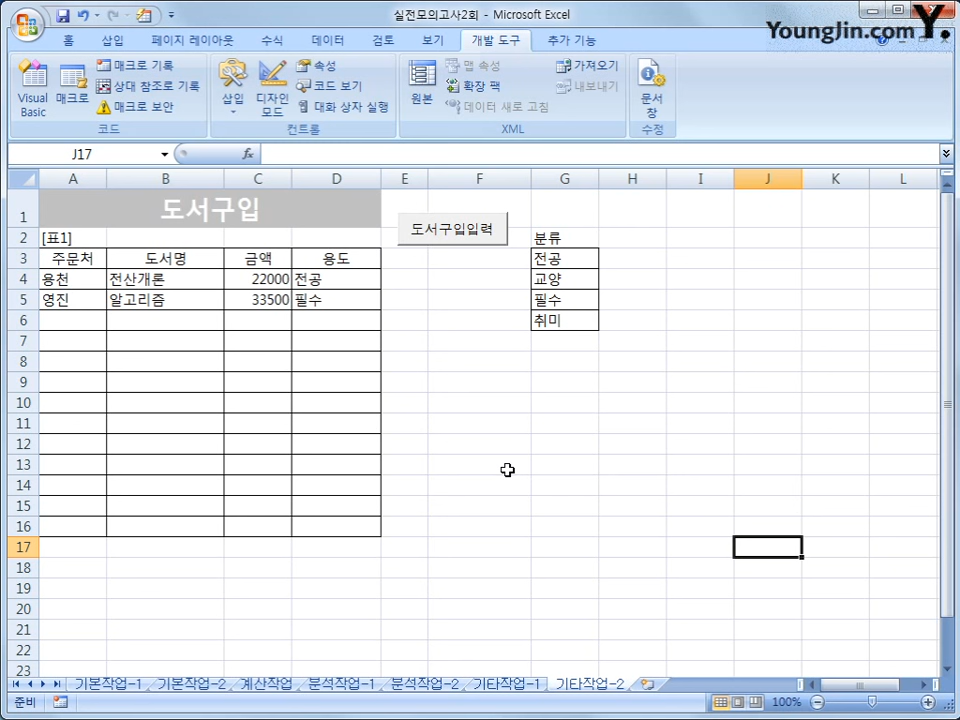 실전모의고사2회 - Microsoft Excel
YoungJin.com Y.
홈 삽입 페이지 레이아웃 수식 데이터 검토 보기 개발 도구 추가 기능
Visual Basic
매크로
매크로 기록
상대 참조로 기록
매크로 보안
코드
삽입
디자인 모드
속성
코드 보기
대화 상자 실행
컨트롤
원본
맵 속성
확장 팩
데이터 새로 고침
가져오기
내보내기
XML
문서 창
수정
J17 fx
A B C D E F G H I J K L
1 도서구입
도서구입입력
2 [표1] 분류
3 주문처 도서명 금액 용도 전공
4 용천 전산개론 22000 전공 교양
5 영진 알고리즘 33500 필수 필수
6 취미
7
8
9
10
11
12
13
14
15
16
17
18
19
20
21
22
23
기본작업-1 기본작업-2 계산작업 분석작업-1 분석작업-2 기타작업-1 기타작업-2
준비 100%